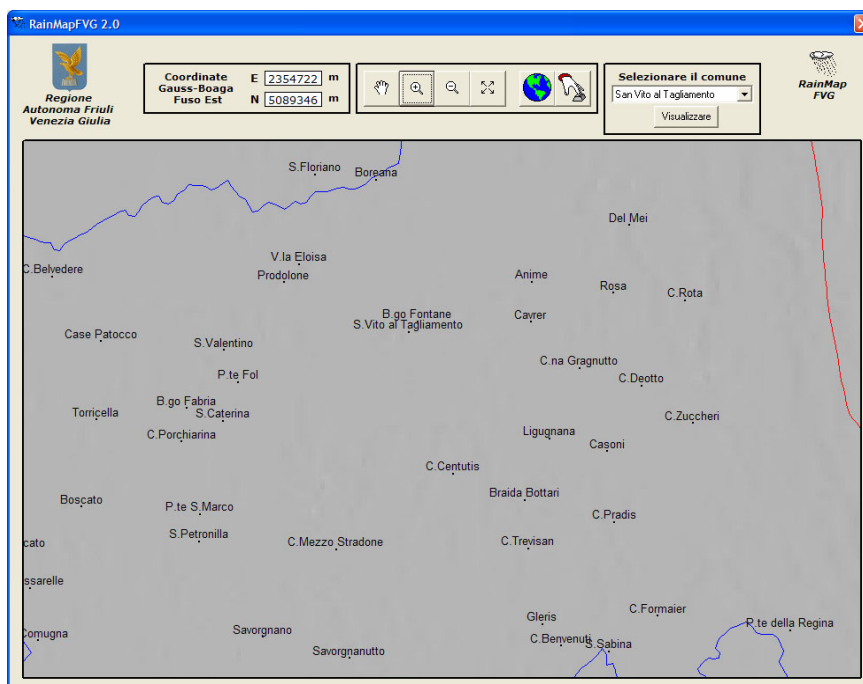 RainMapFVG 2.0
Regione
Autonoma Friuli
Venezia Giulia
Coordinate
Gauss-Boaga
Fuso Est
E 2354722 m
N 5089346 m
Selezionare il comune
San Vito al Tagliamento
Visualizzare
RainMap
FVG
S.Floriano
Boreana
Del Mei
V.la Eloisa
C.Belvedere
Prodolone
Anime
Rosa
C.Rota
B.go Fontane
S.Vito al Tagliamento
Cavrer
Case Patocco
S.Valentino
C.na Gragnutto
P.te Fol
C.Deotto
B.go Fabria
Torricella
S.Caterina
C.Zuccheri
C.Porchiarina
Ligugnana
Casoni
C.Centutis
Boscato
P.te S.Marco
Braida Bottari
C.Pradis
S.Petronilla
cato
C.Mezzo Stradone
C.Trevisan
ssarelle
C.Formaier
Gleris
P.te della Regina
Comugna
Savorgnano
C.Benvenuti
S.Sabina
Savorgnanutto